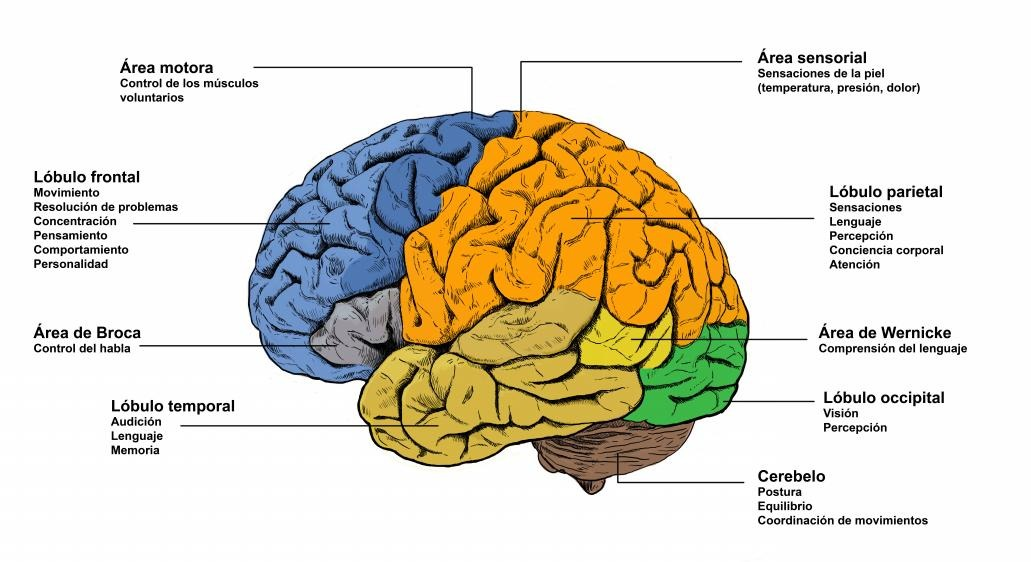 Área motora
Control de los músculos
voluntarios
Área sensorial
Sensaciones de la piel
(temperatura, presión, dolor)
Lóbulo frontal
Movimiento
Resolución de problemas
Concentración
Pensamiento
Comportamiento
Personalidad
Lóbulo parietal
Sensaciones
Lenguaje
Percepción
Conciencia corporal
Atención
Área de Broca
Control del habla
Área de Wernicke
Comprensión del lenguaje
Lóbulo temporal
Audición
Lenguaje
Memoria
Lóbulo occipital
Visión
Percepción
Cerebelo
Postura
Equilibrio
Coordinación de movimientos